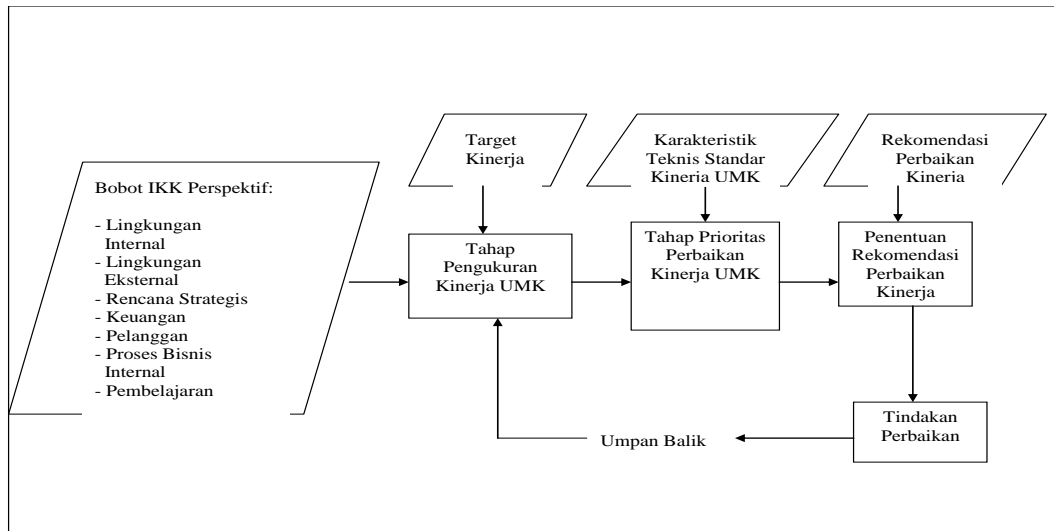 Target
Kinerja
Karakteristik
Teknis Standar
Kineria UMK
Rekomendasi
Perbaikan
Kineria
Bobot IKK Perspektif:
- Lingkungan
Internal
- Lingkungan
Eksternal
- Rencana Strategis
- Keuangan
- Pelanggan
- Proses Bisnis
Internal
- Pembelajaran
Tahap
Pengukuran
Kinerja UMK
Tahap Prioritas
Perbaikan
Kinerja UMK
Penentuan
Rekomendasi
Perbaikan
Kinerja
Tindakan
Perbaikan
Umpan Balik